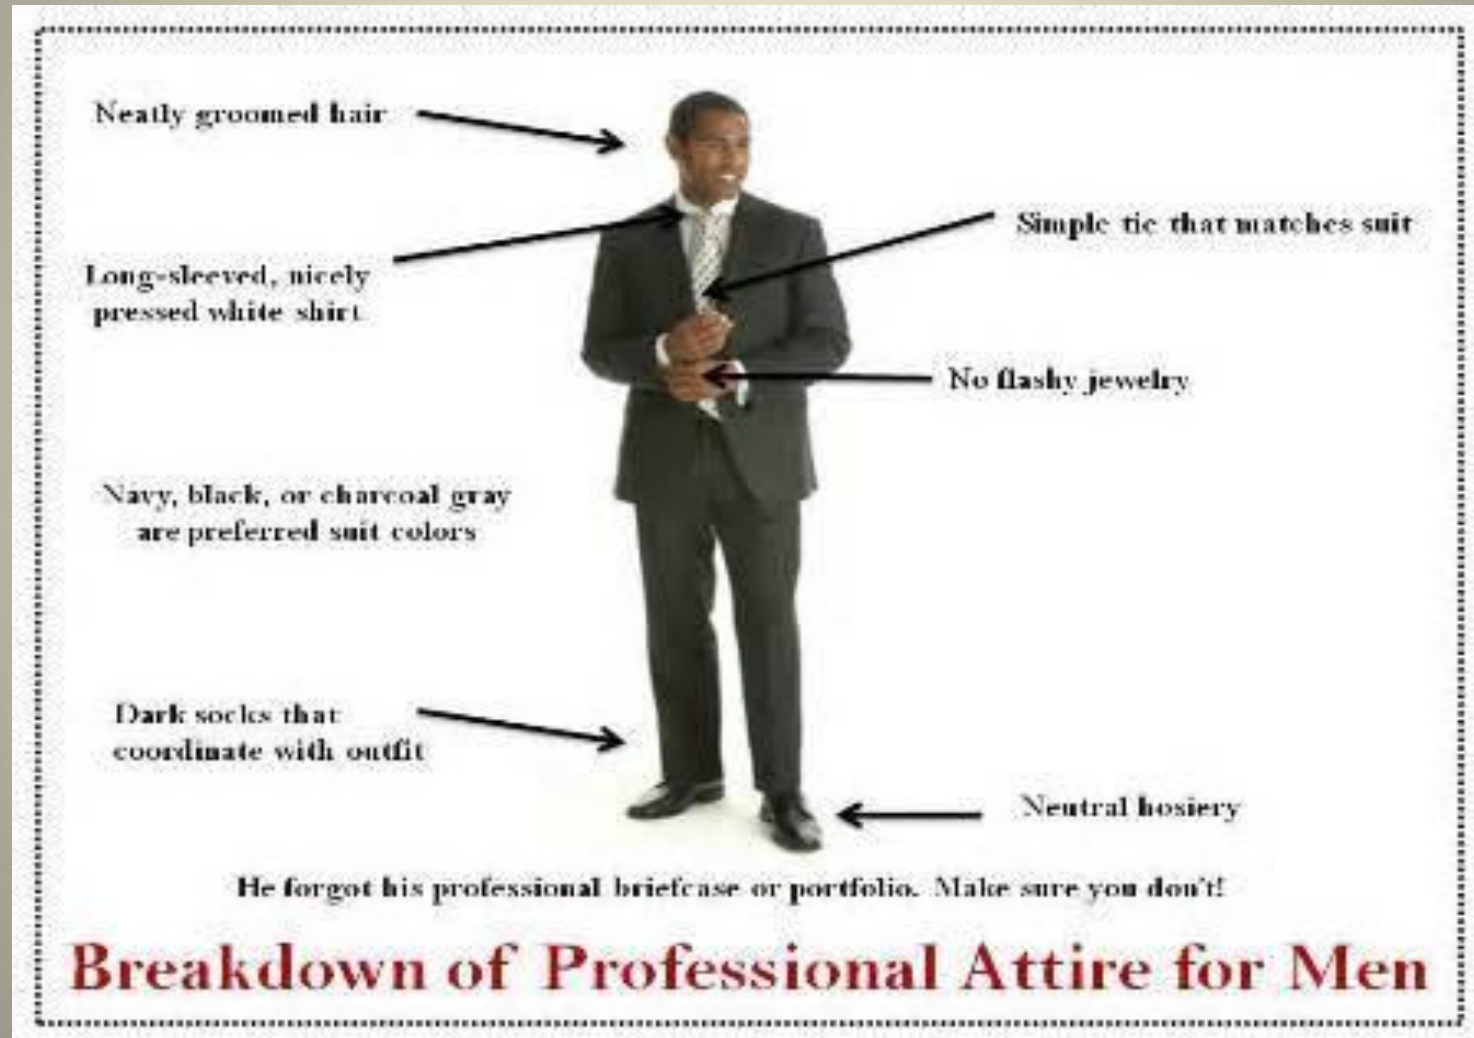 Neatly groomed hair
Simple tie that matches suit
Long-sleeved, nicely
pressed white shirt
No flashy jewelry
Navy, black, or charcoal gray
are preferred suit colors
Dark socks that
coordinate with outfit
Neutral hosiery
He forgot his professional briefcase or portfolio. Make sure you don't!
Breakdown of Professional Attire for Men